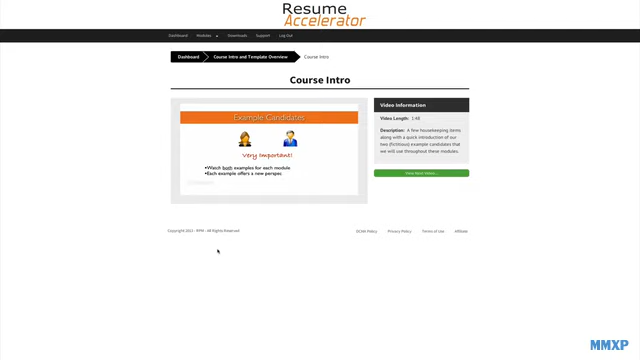 Resume
Accelerator
Dashboard Modules Downloads Support Log Out
Dashboard Course Intro and Template Overview Course Intro
Course Intro
Example Candidates
Very Important!
•Watch both examples for each module
•Each example offers a new perspec
Video Information
Video Length: 1:48
Description: A few housekeeping items
along with a quick introduction of our
two (fictitious) example candidates that
we will use throughout these modules.
Copyright 2013 - RPM - All Rights Reserved
DCMA Policy Privacy Policy Terms of Use Affiliate
MMXP